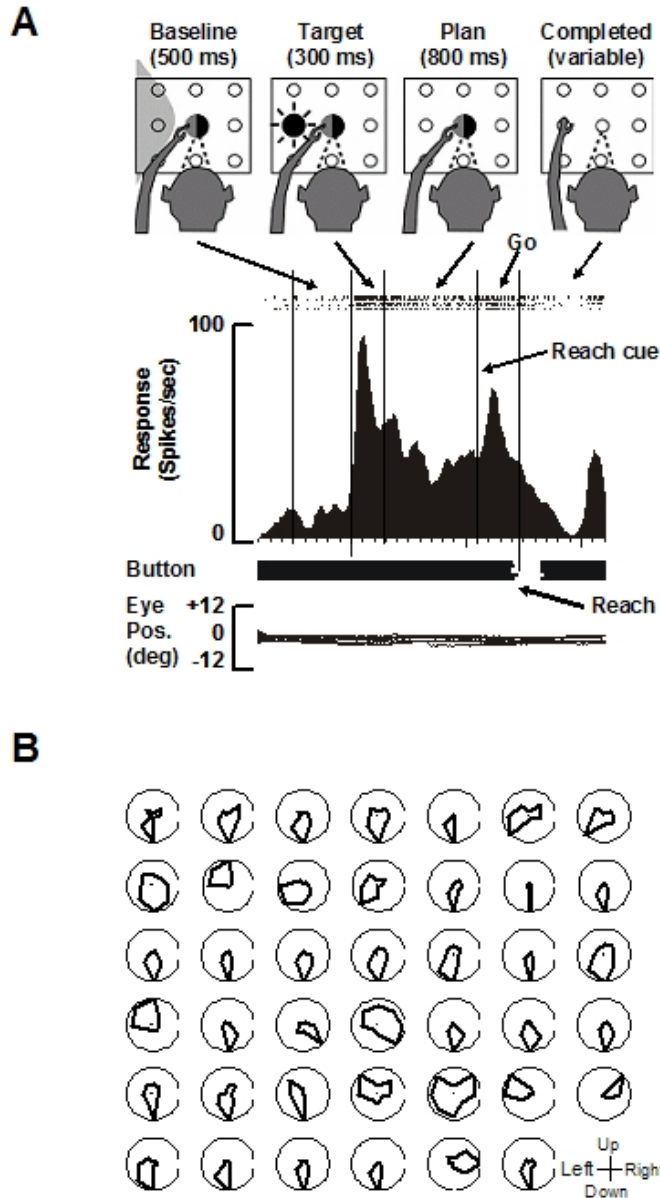 A
Baseline Target Plan Completed
(500 ms) (300 ms) (800 ms) (variable)
Go
100
Reach cue
Response
(Spikes/sec)
0
Button
Eye +12
Reach
Pos. 0
(deg) -12
B
Up
Left Right
Down